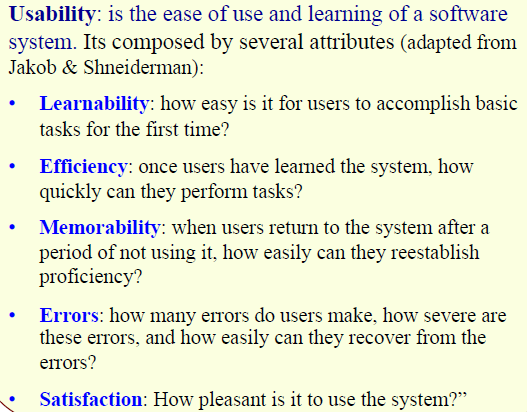 Usability: is the ease of use and learning of a software
system. Its composed by several attributes (adapted from
Jakob & Shneiderman):
• Learnability: how easy is it for users to accomplish basic
tasks for the first time?
• Efficiency: once users have learned the system, how
quickly can they perform tasks?
• Memorability: when users return to the system after a
period of not using it, how easily can they reestablish
proficiency?
• Errors: how many errors do users make, how severe are
these errors, and how easily can they recover from the
errors?
• Satisfaction: How pleasant is it to use the system?”